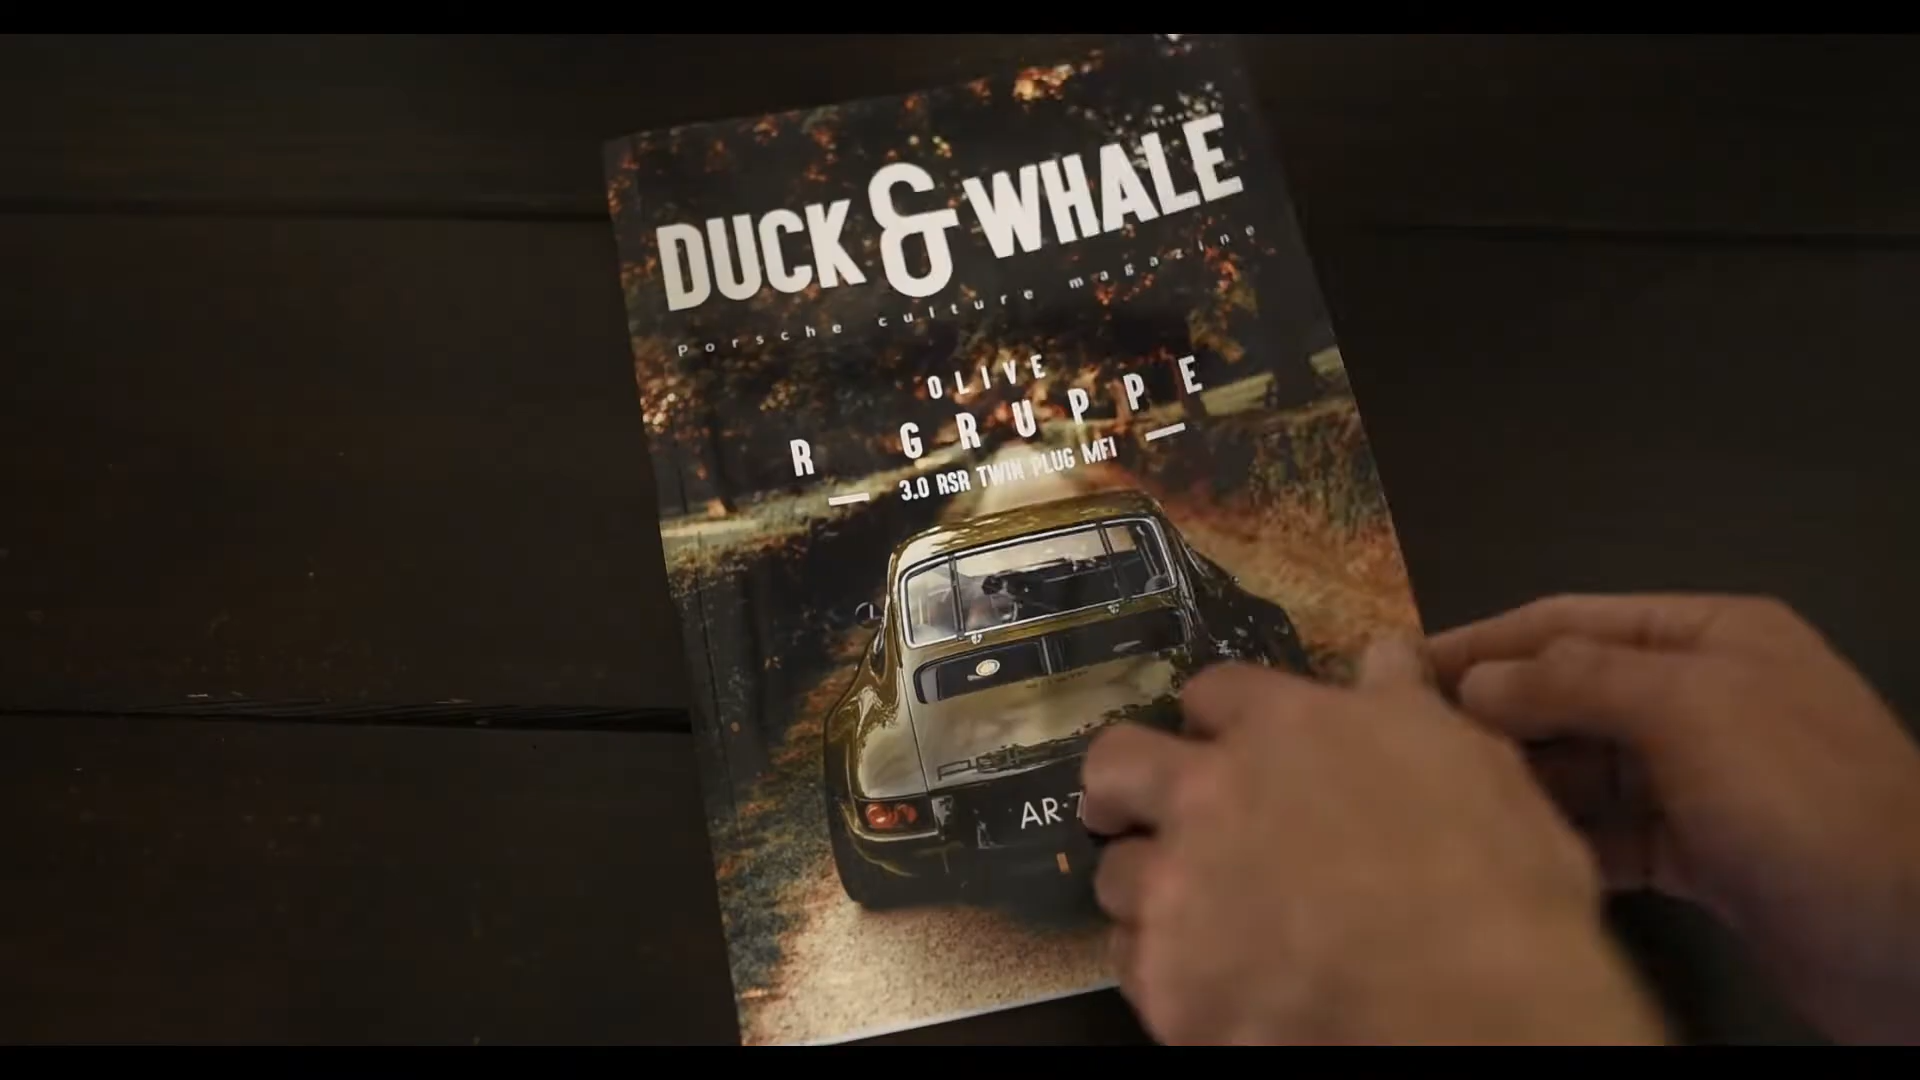 DUCK & WHALE
Porsche culture magazine
OLIVE
R GRUPPE
3.0 RSR TWIN PLUG MFI
AR-7